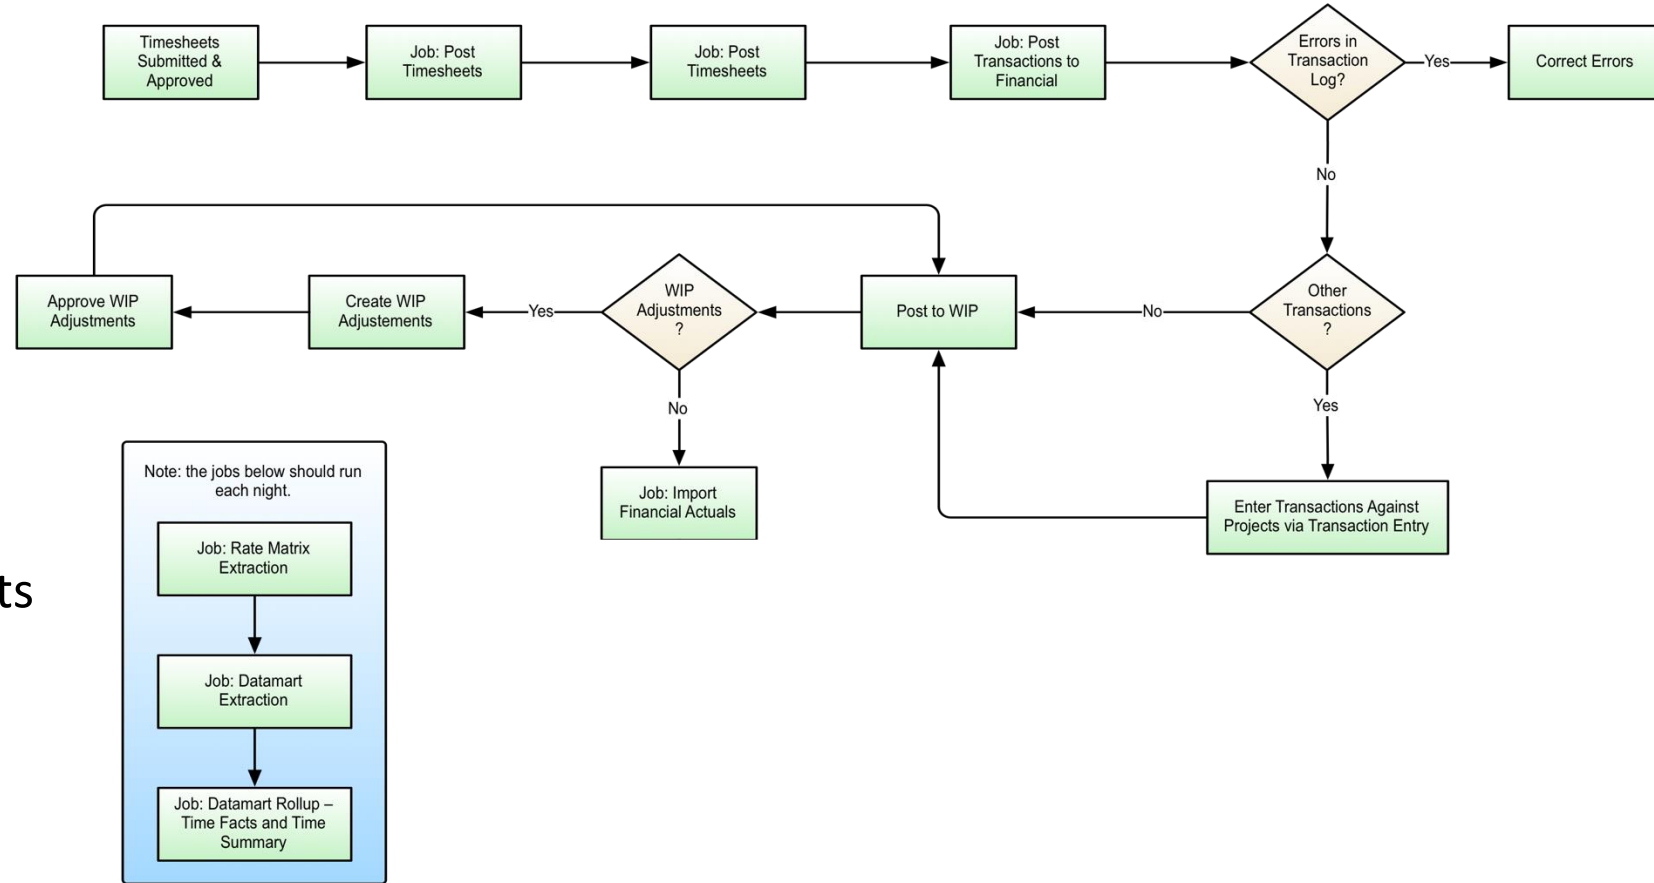 Timesheets
Submitted &
Approved
Job: Post
Timesheets
Job: Post
Timesheets
Job: Post
Transactions to
Financial
Errors in
Transaction
Log?
Yes
Correct Errors
No
Approve WIP
Adjustments
Create WIP
Adjustements
Yes
WIP
Adjustments
?
Post to WIP
No
Other
Transactions
?
No
Yes
Job: Import
Financial Actuals
Enter Transactions Against
Projects via Transaction Entry
Note: the jobs below should run
each night.
Job: Rate Matrix
Extraction
ts
Job: Datamart
Extraction
Job: Datamart Rollup –
Time Facts and Time
Summary